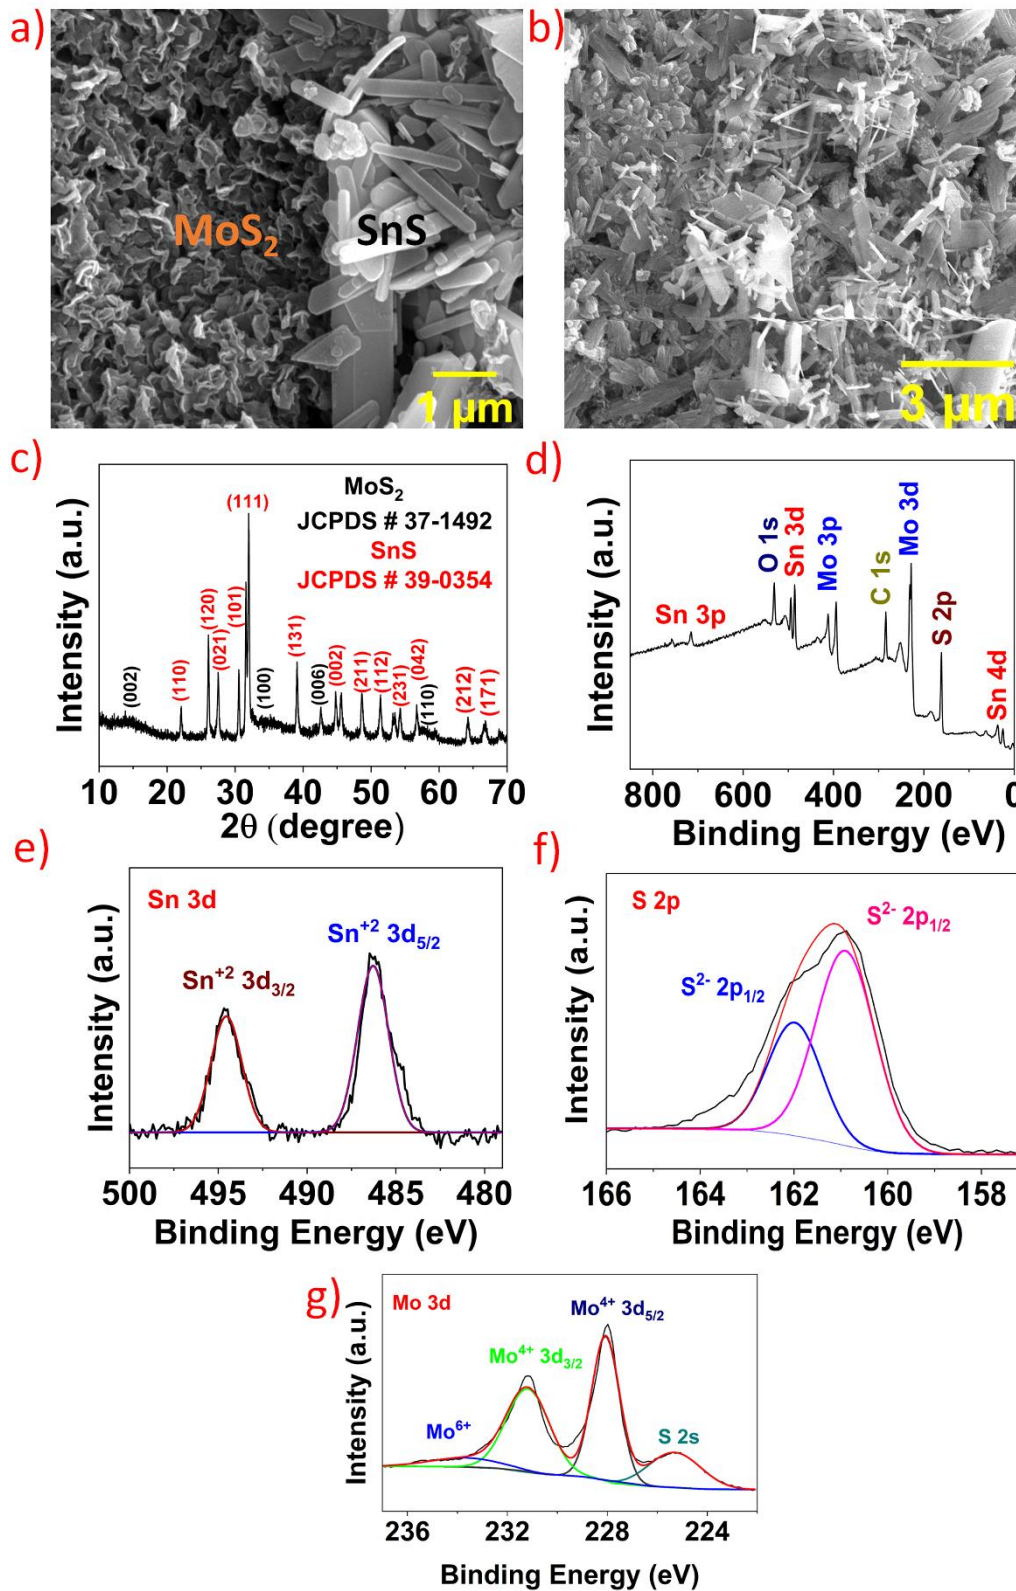 a)
MoS2
SnS
1 μm
b)
3 μm
c)
Intensity (a.u.)
MoS2
JCPDS # 37-1492
SnS
JCPDS # 39-0354
(002)
(110)
(120)
(021)
(101)
(111)
(100)
(131)
(006)
(002)
(211)
(112)
(231)
(042)
(110)
(212)
(171)
10 20 30 40 50 60 70
2θ (degree)
d)
Intensity (a.u.)
Sn 3p
O 1s
Sn 3d
Mo 3p
C 1s
Mo 3d
S 2p
Sn 4d
800 600 400 200 0
Binding Energy (eV)
e)
Intensity (a.u.)
Sn 3d
Sn+2 3d3/2
Sn+2 3d5/2
500 495 490 485 480
Binding Energy (eV)
f)
Intensity (a.u.)
S 2p
S2- 2p1/2
S2- 2p1/2
166 164 162 160 158
Binding Energy (eV)
g)
Intensity (a.u.)
Mo 3d
Mo6+
Mo4+ 3d3/2
Mo4+ 3d5/2
S 2s
236 232 228 224
Binding Energy (eV)